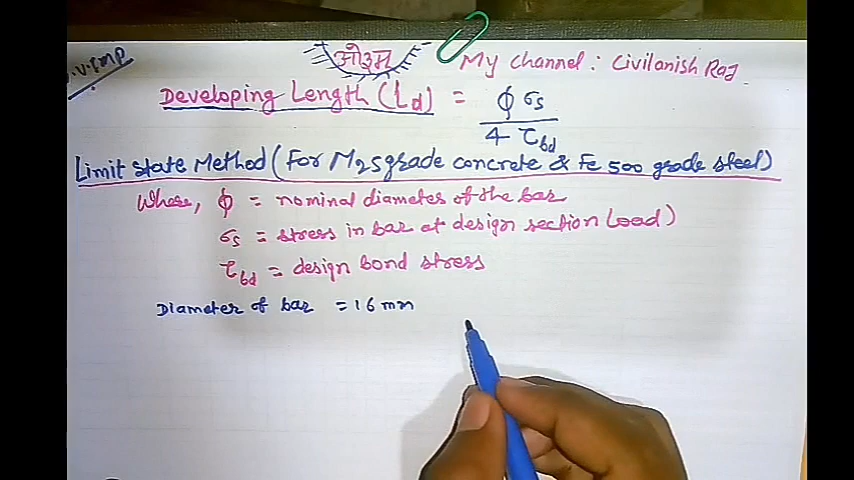 V.V.IMP
ओ३म My channel: Civilanish Raj
Developing Length (Ld) = ϕ σs
4 τbd
Limit State Method (For M25 grade concrete & Fe 500 grade steel)
Where, ϕ = nominal diameter of the bar
σs = stress in bar at design section Load)
τbd = design bond stress
Diameter of bar = 16 mm